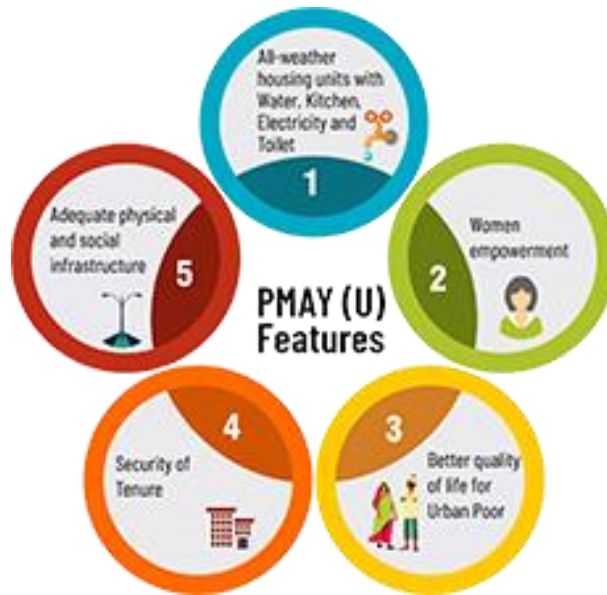 All-weather
housing units with
Water, Kitchen,
Electricity and
Toilet
1
Women
empowerment
2
Better quality
of life for
Urban Poor
3
Security of
Tenure
4
Adequate physical
and social
infrastructure
5
PMAY (U)
Features